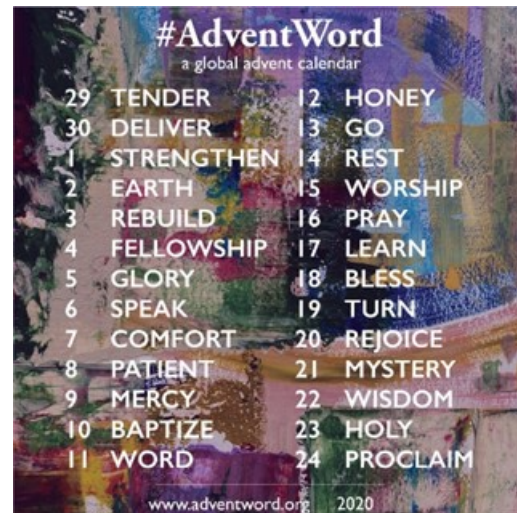 #AdventWord
a global advent calendar
29 TENDER
30 DELIVER
1 STRENGTHEN
2 EARTH
3 REBUILD
4 FELLOWSHIP
5 GLORY
6 SPEAK
7 COMFORT
8 PATIENT
9 MERCY
10 BAPTIZE
11 WORD
12 HONEY
13 GO
14 REST
15 WORSHIP
16 PRAY
17 LEARN
18 BLESS
19 TURN
20 REJOICE
21 MYSTERY
22 WISDOM
23 HOLY
24 PROCLAIM
www.adventword.org 2020